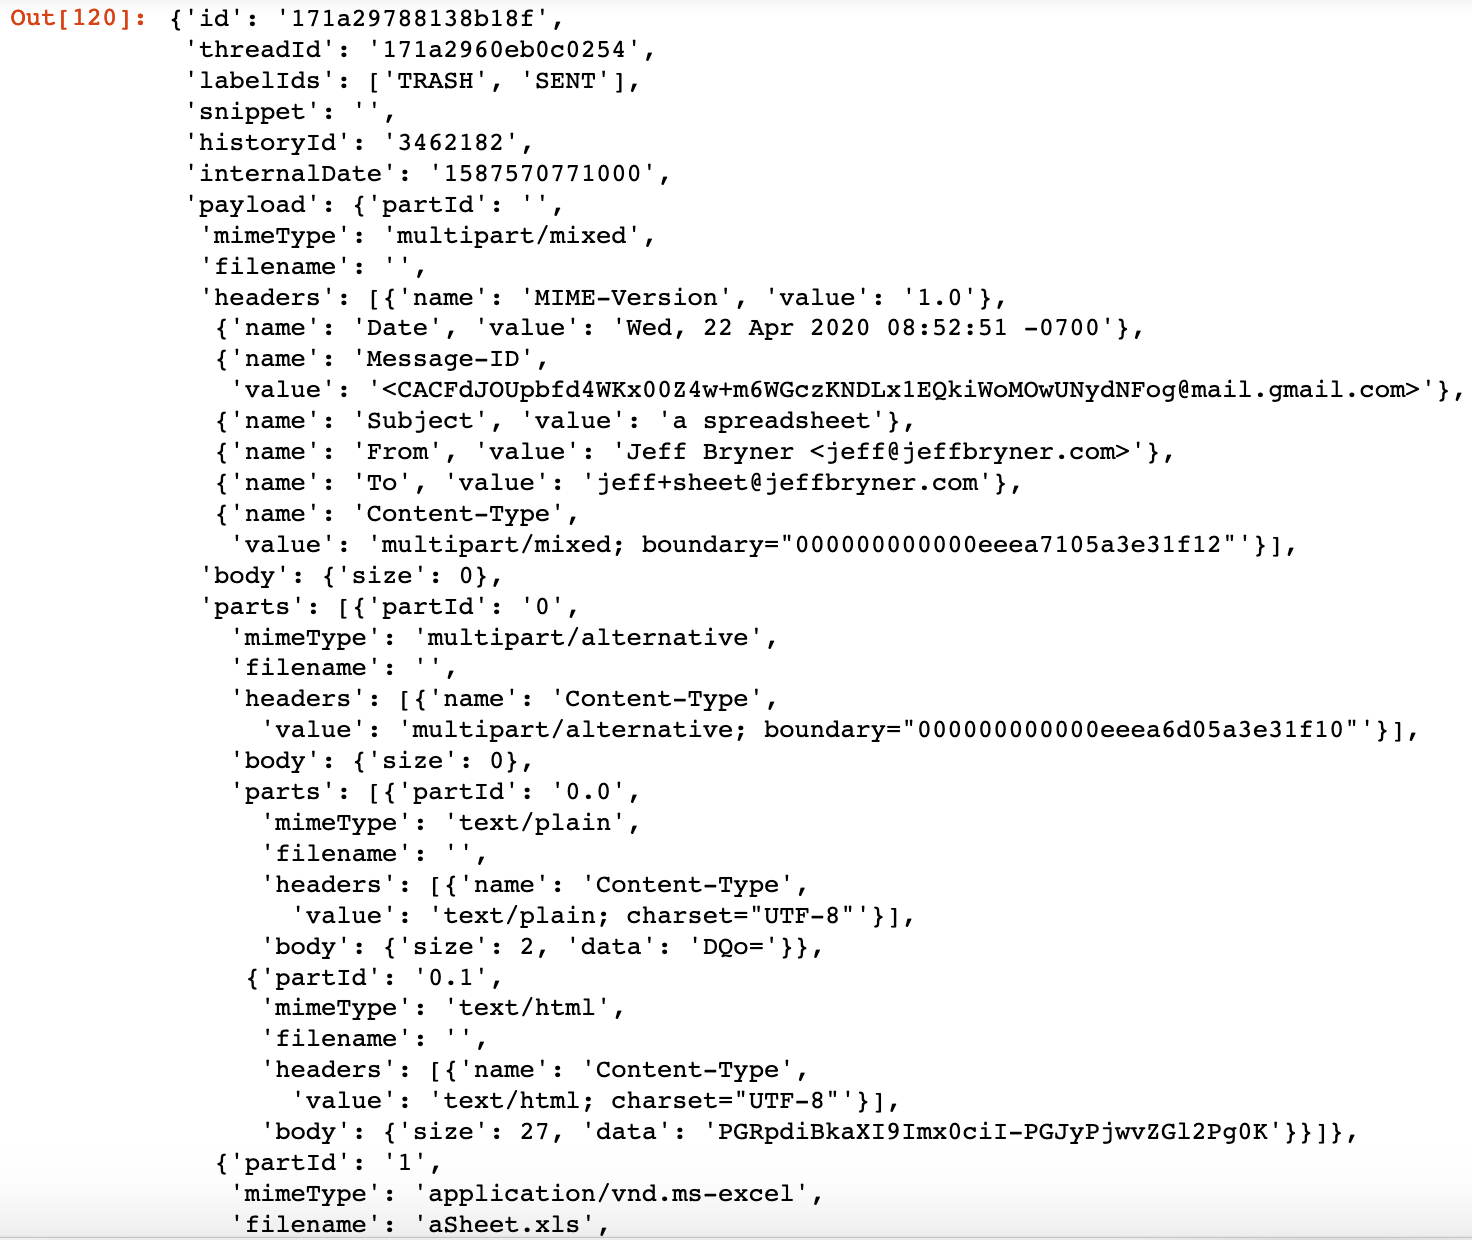 Out[120]: {'id': '171a29788138b18f',
'threadId': '171a2960eb0c0254',
'labelIds': ['TRASH', 'SENT'],
'snippet': '',
'historyId': '3462182',
'internalDate': '1587570771000',
'payload': {'partId': '',
'mimeType': 'multipart/mixed',
'filename': '',
'headers': [{'name': 'MIME-Version', 'value': '1.0'},
{'name': 'Date', 'value': 'Wed, 22 Apr 2020 08:52:51 -0700'},
{'name': 'Message-ID',
'value': '<CACFdJOUpbfd4WKx00Z4w+m6WGczKNDLx1EQkiWoMOwUNydNFog@mail.gmail.com>'},
{'name': 'Subject', 'value': 'a spreadsheet'},
{'name': 'From', 'value': 'Jeff Bryner <jeff@jeffbryner.com>'},
{'name': 'To', 'value': 'jeff+sheet@jeffbryner.com'},
{'name': 'Content-Type',
'value': 'multipart/mixed; boundary="000000000000eeea7105a3e31f12"'}],
'body': {'size': 0},
'parts': [{'partId': '0',
'mimeType': 'multipart/alternative',
'filename': '',
'headers': [{'name': 'Content-Type',
'value': 'multipart/alternative; boundary="000000000000eeea6d05a3e31f10"'}],
'body': {'size': 0},
'parts': [{'partId': '0.0',
'mimeType': 'text/plain',
'filename': '',
'headers': [{'name': 'Content-Type',
'value': 'text/plain; charset="UTF-8"'}],
'body': {'size': 2, 'data': 'DQo='}},
{'partId': '0.1',
'mimeType': 'text/html',
'filename': '',
'headers': [{'name': 'Content-Type',
'value': 'text/html; charset="UTF-8"'}],
'body': {'size': 27, 'data': 'PGRpdiBkaXI9Imx0ciI-PGJyPjwvZGl2Pg0K'}}]},
{'partId': '1',
'mimeType': 'application/vnd.ms-excel',
'filename': 'aSheet.xls',